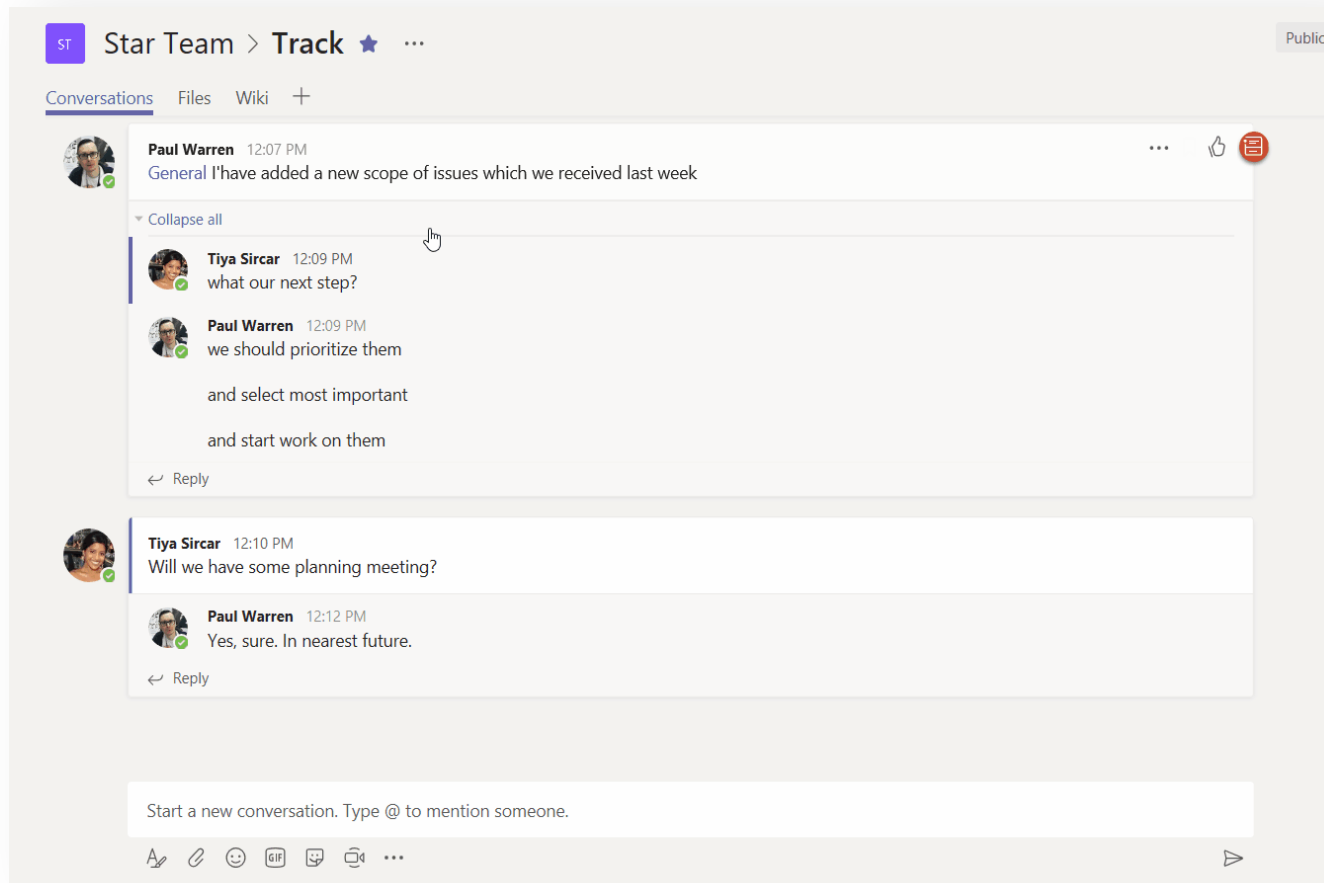 ST Star Team > Track ...
Public
Conversations Files Wiki +
Paul Warren 12:07 PM
General I'have added a new scope of issues which we received last week
Collapse all
Tiya Sircar 12:09 PM
what our next step?
Paul Warren 12:09 PM
we should prioritize them
and select most important
and start work on them
Reply
Tiya Sircar 12:10 PM
Will we have some planning meeting?
Paul Warren 12:12 PM
Yes, sure. In nearest future.
Reply
Start a new conversation. Type @ to mention someone.
GIF